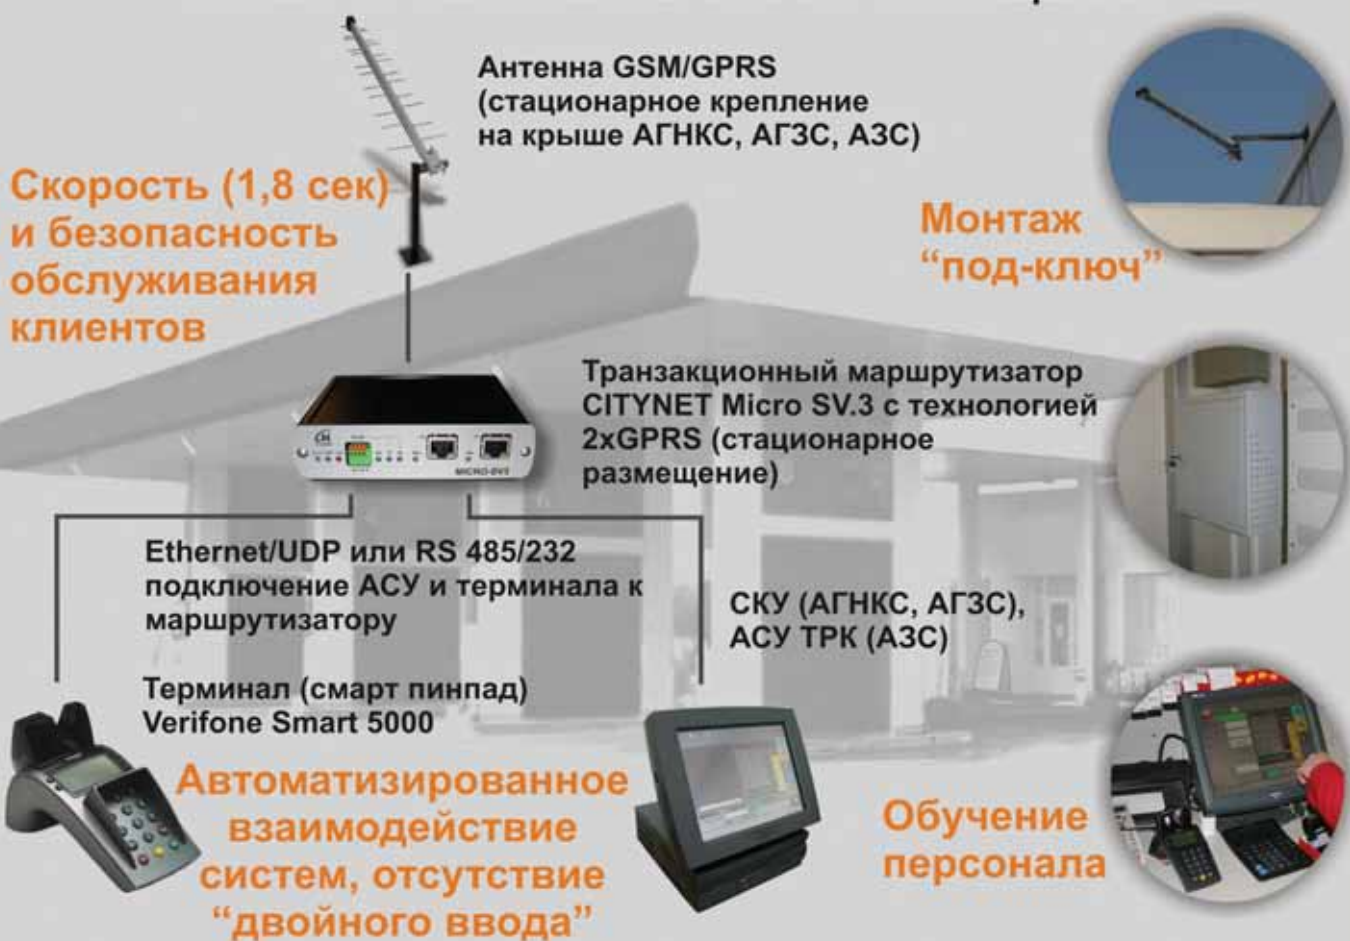 Антенна GSM/GPRS
(стационарное крепление
на крыше АГНКС, АГЗС, АЗС)
Скорость (1,8 сек)
и безопасность
обслуживания
клиентов
Монтаж
“под-ключ”
Транзакционный маршрутизатор
CITYNET Micro SV.3 с технологией
2xGPRS (стационарное
размещение)
MICRO-SV3
Ethernet/UDP или RS 485/232
подключение АСУ и терминала к
маршрутизатору
СКУ (АГНКС, АГЗС),
АСУ ТРК (АЗС)
Терминал (смарт пинпад)
Verifone Smart 5000
Автоматизированное
взаимодействие
систем, отсутствие
“двойного ввода”
Обучение
персонала